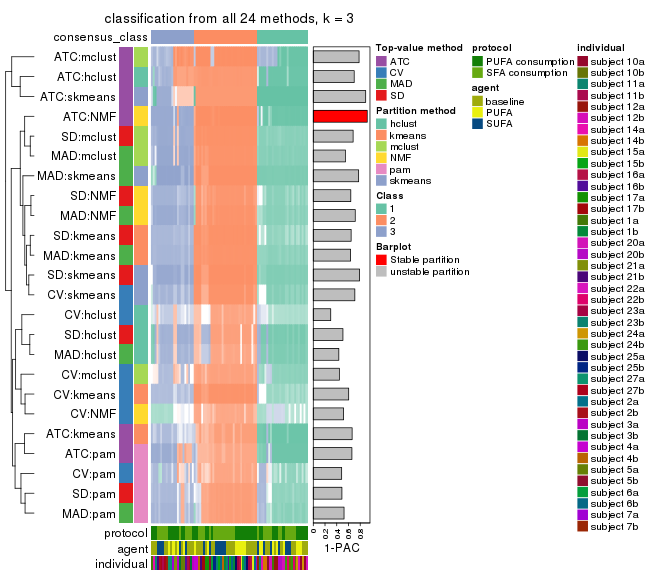 classification from all 24 methods, k = 3
consensus_class
ATC:mclust
ATC:hclust
ATC:skmeans
ATC:NMF
SD:mclust
MAD:mclust
MAD:skmeans
SD:NMF
MAD:NMF
SD:kmeans
MAD:kmeans
SD:skmeans
CV:skmeans
CV:hclust
SD:hclust
MAD:hclust
CV:mclust
CV:kmeans
CV:NMF
ATC:kmeans
ATC:pam
CV:pam
SD:pam
MAD:pam
protocol
agent
individual
0
0.2
0.4
0.6
0.8
1-PAC
Top-value method
ATC
CV
MAD
SD
Partition method
hclust
kmeans
mclust
NMF
pam
skmeans
Class
1
2
3
Barplot
Stable partition
unstable partition
protocol
PUFA consumption
SFA consumption
agent
baseline
PUFA
SUFA
individual
subject 10a
subject 10b
subject 11a
subject 11b
subject 12a
subject 12b
subject 14a
subject 14b
subject 15a
subject 15b
subject 16a
subject 16b
subject 17a
subject 17b
subject 1a
subject 1b
subject 20a
subject 20b
subject 21a
subject 21b
subject 22a
subject 22b
subject 23a
subject 23b
subject 24a
subject 24b
subject 25a
subject 25b
subject 27a
subject 27b
subject 2a
subject 2b
subject 3a
subject 3b
subject 4a
subject 4b
subject 5a
subject 5b
subject 6a
subject 6b
subject 7a
subject 7b